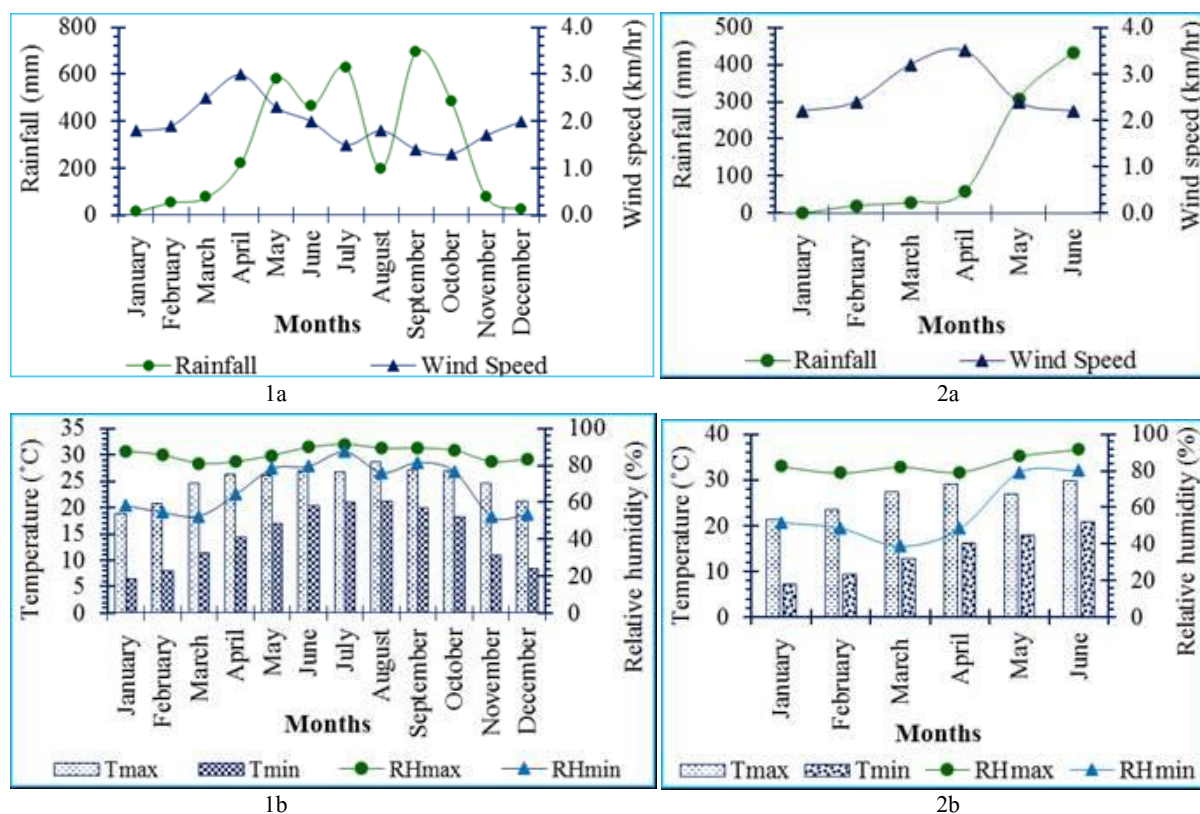 Rainfall (mm)
800
600
400
200
0
4.0
3.0
2.0
1.0
0.0
Wind speed (km/hr)
January
February
March
April
May
June
July
August
September
October
November
December
Months
Rainfall Wind Speed
1a
Rainfall (mm)
500
400
300
200
100
0
4.0
3.0
2.0
1.0
0.0
Wind speed (km/hr)
January
February
March
April
May
June
Months
Rainfall Wind Speed
2a
Temperature (˚C)
35
30
25
20
15
10
5
0
100
80
60
40
20
0
Relative humidity (%)
January
February
March
April
May
June
July
August
September
October
November
December
Months
Tmax Tmin RHmax RHmin
1b
Temperature (˚C)
40
30
20
10
0
100
80
60
40
20
0
Relative humidity (%)
January
February
March
April
May
June
Months
Tmax Tmin RHmax RHmin
2b